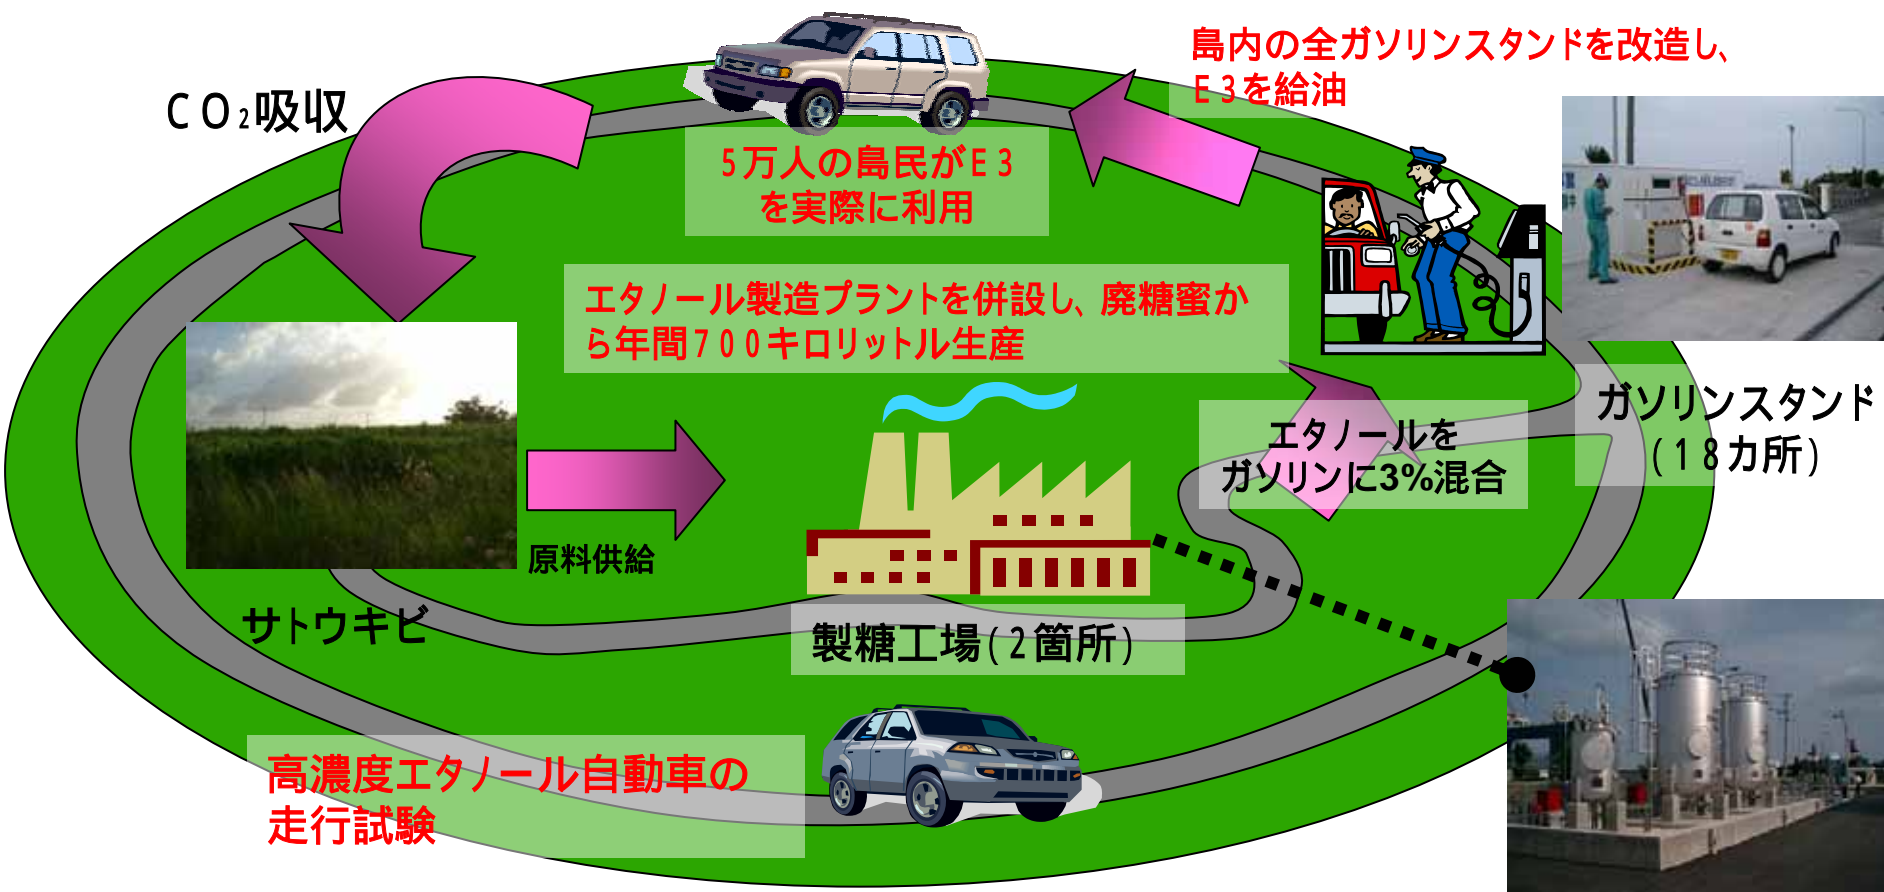 島内の全ガソリンスタンドを改造し、
Ｅ３を給油
ＣＯ₂吸収
５万人の島民がＥ３
を実際に利用
エタノール製造プラントを併設し、廃糖蜜か
ら年間７００キロリットル生産
ガソリンスタンド
（１８カ所）
エタノールを
ガソリンに3%混合
原料供給
サトウキビ
製糖工場（２箇所）
高濃度エタノール自動車の
走行試験